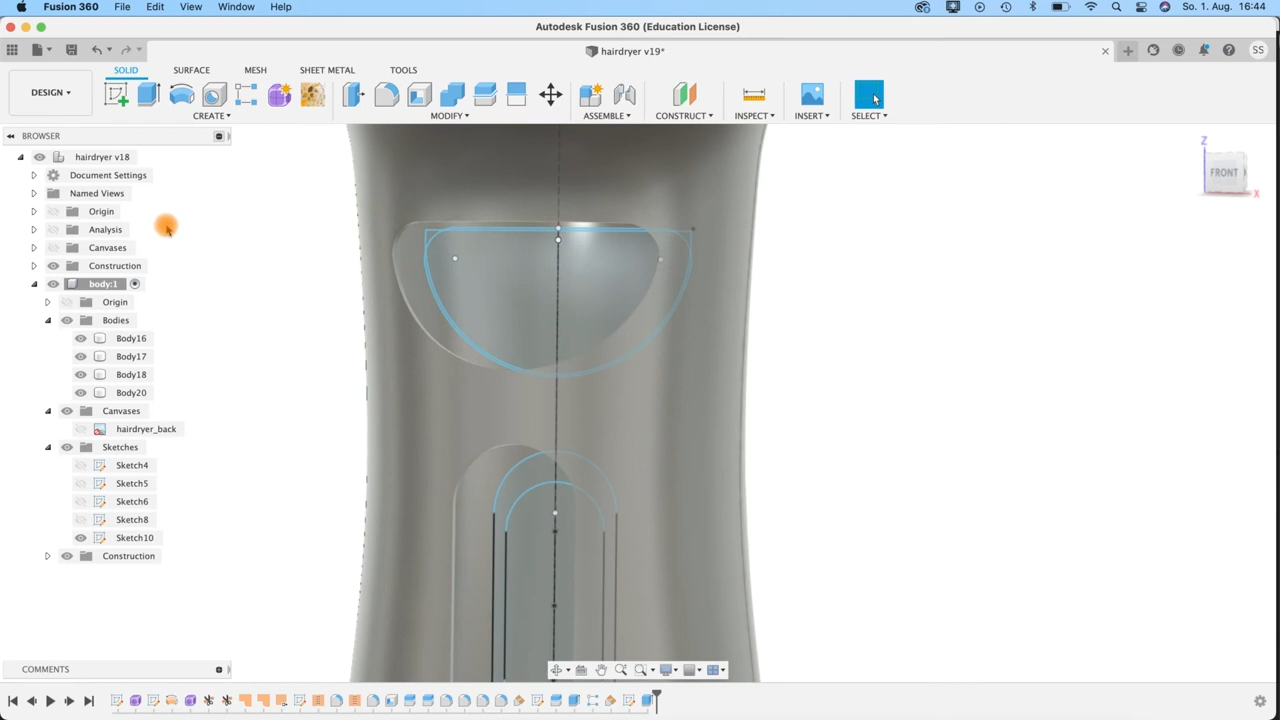 Fusion 360 File Edit View Window Help So. 1. Aug. 16:44
Autodesk Fusion 360 (Education License)
hairdryer v19* SS
SOLID SURFACE MESH SHEET METAL TOOLS
DESIGN
CREATE MODIFY ASSEMBLE CONSTRUCT INSPECT INSERT SELECT
BROWSER
hairdryer v18
Document Settings
Named Views
Origin
Analysis
Canvases
Construction
body:1
Origin
Bodies
Body16
Body17
Body18
Body20
Canvases
hairdryer_back
Sketches
Sketch4
Sketch5
Sketch6
Sketch8
Sketch10
Construction
Z
FRONT
X
COMMENTS